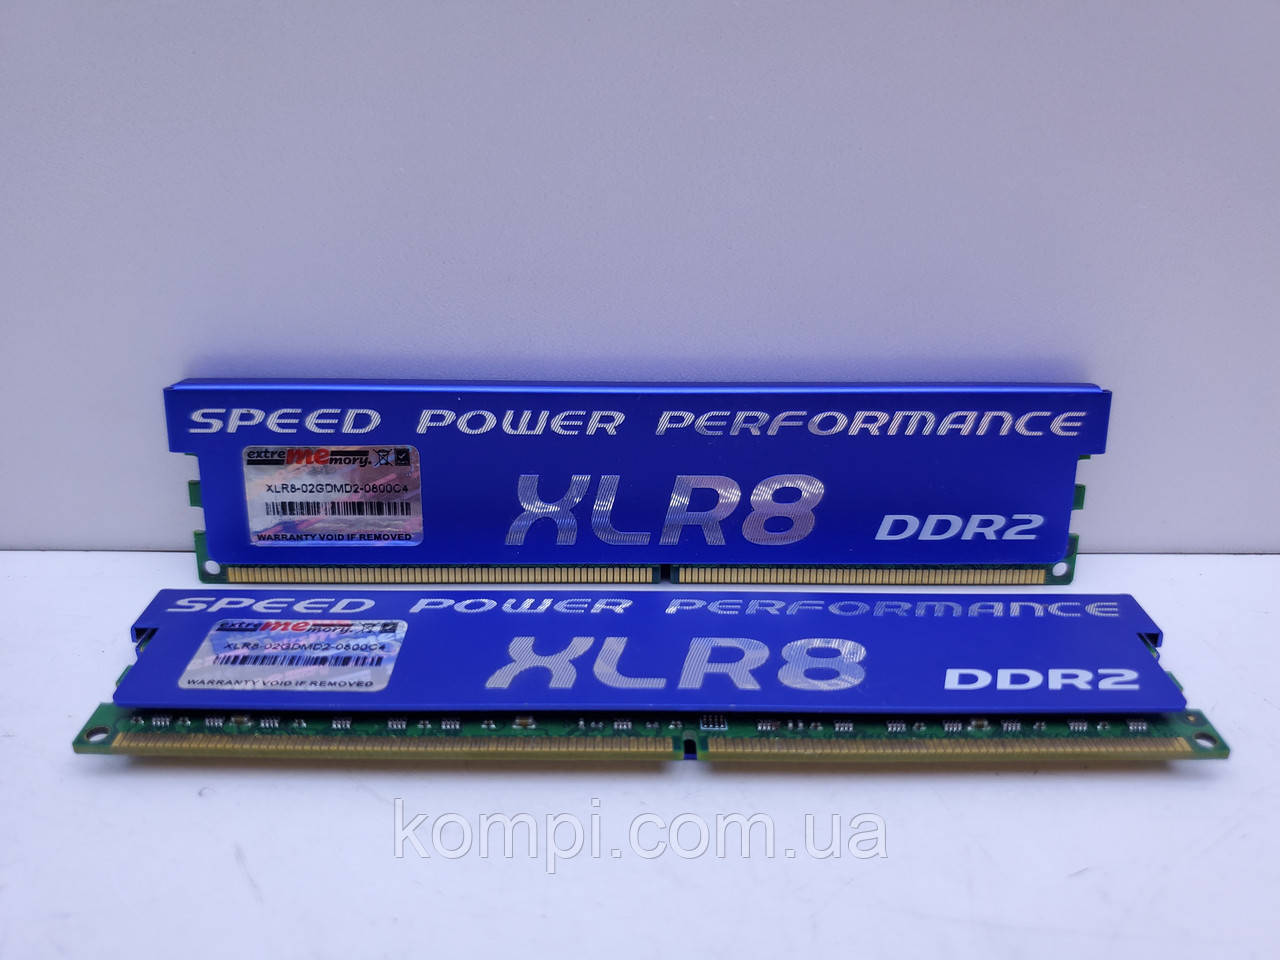 SPEED POWER PERFORMANCE
extreMEmory.
XLR8-02GDMD2-0800C4
WARRANTY VOID IF REMOVED
XLR8
DDR2
SPEED POWER PERFORMANCE
extreMEmory.
XLR8-02GDMD2-0800C4
WARRANTY VOID IF REMOVED
XLR8
DDR2
kompi.com.ua